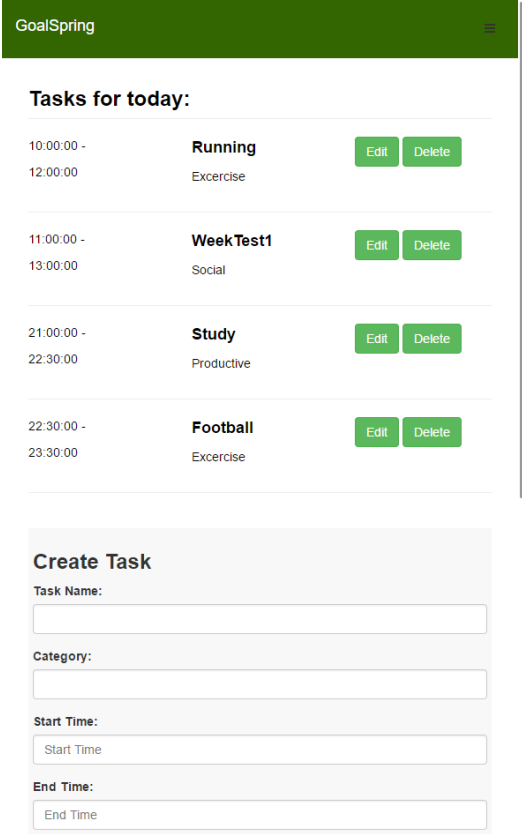 GoalSpring
Tasks for today:
10:00:00 - Running Edit Delete
12:00:00 Excercise
11:00:00 - WeekTest1 Edit Delete
13:00:00 Social
21:00:00 - Study Edit Delete
22:30:00 Productive
22:30:00 - Football Edit Delete
23:30:00 Excercise
Create Task
Task Name:
Category:
Start Time:
Start Time
End Time:
End Time